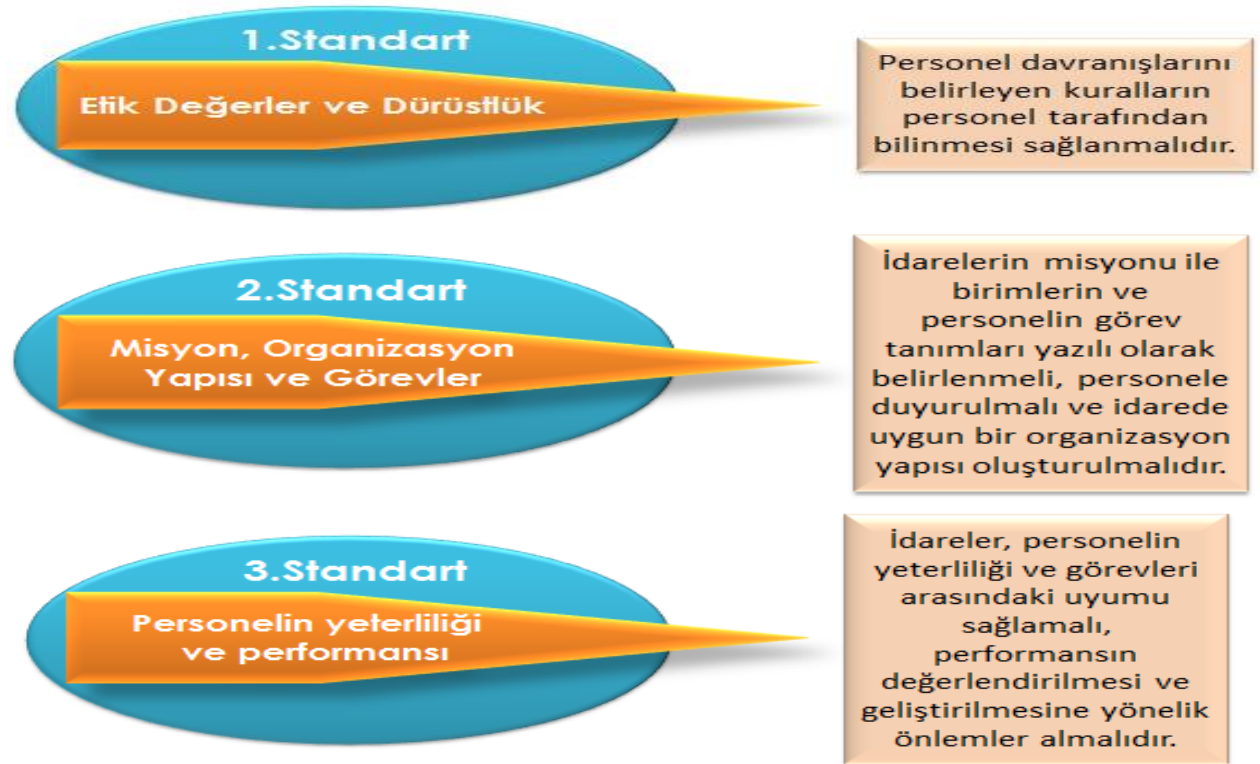 1.Standart
Etik Değerler ve Dürüstlük
Personel davranışlarını
belirleyen kuralların
personel tarafından
bilinmesi sağlanmalıdır.
2.Standart
Misyon, Organizasyon
Yapısı ve Görevler
İdarelerin misyonu ile
birimlerin ve
personelin görev
tanımları yazılı olarak
belirlenmeli, personele
duyurulmalı ve idarede
uygun bir organizasyon
yapısı oluşturulmalıdır.
3.Standart
Personelin yeterliliği
ve performansı
İdareler, personelin
yeterliliği ve görevleri
arasındaki uyumu
sağlamalı,
performansın
değerlendirilmesi ve
geliştirilmesine yönelik
önlemler almalıdır.